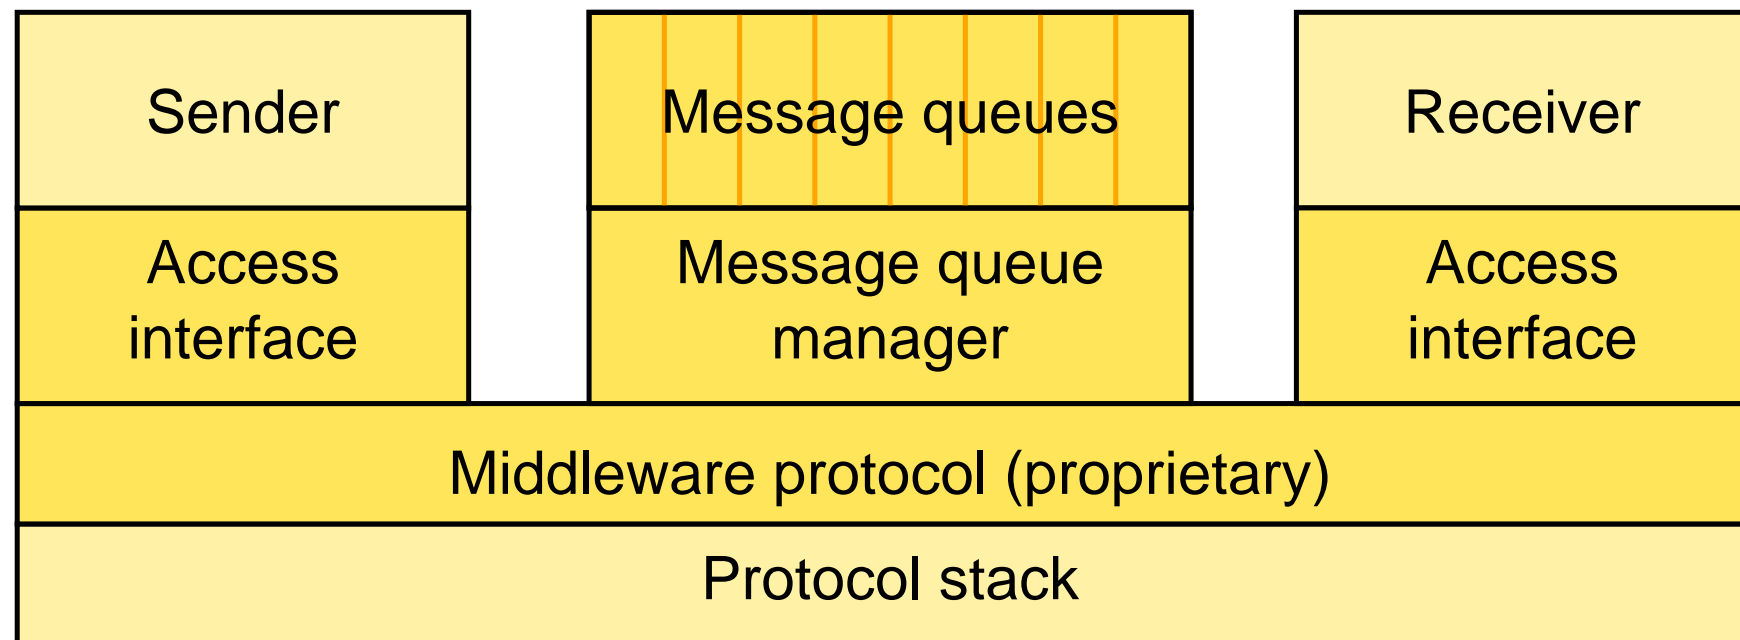 Sender
Message queues
Receiver
Access
interface
Message queue
manager
Access
interface
Middleware protocol (proprietary)
Protocol stack